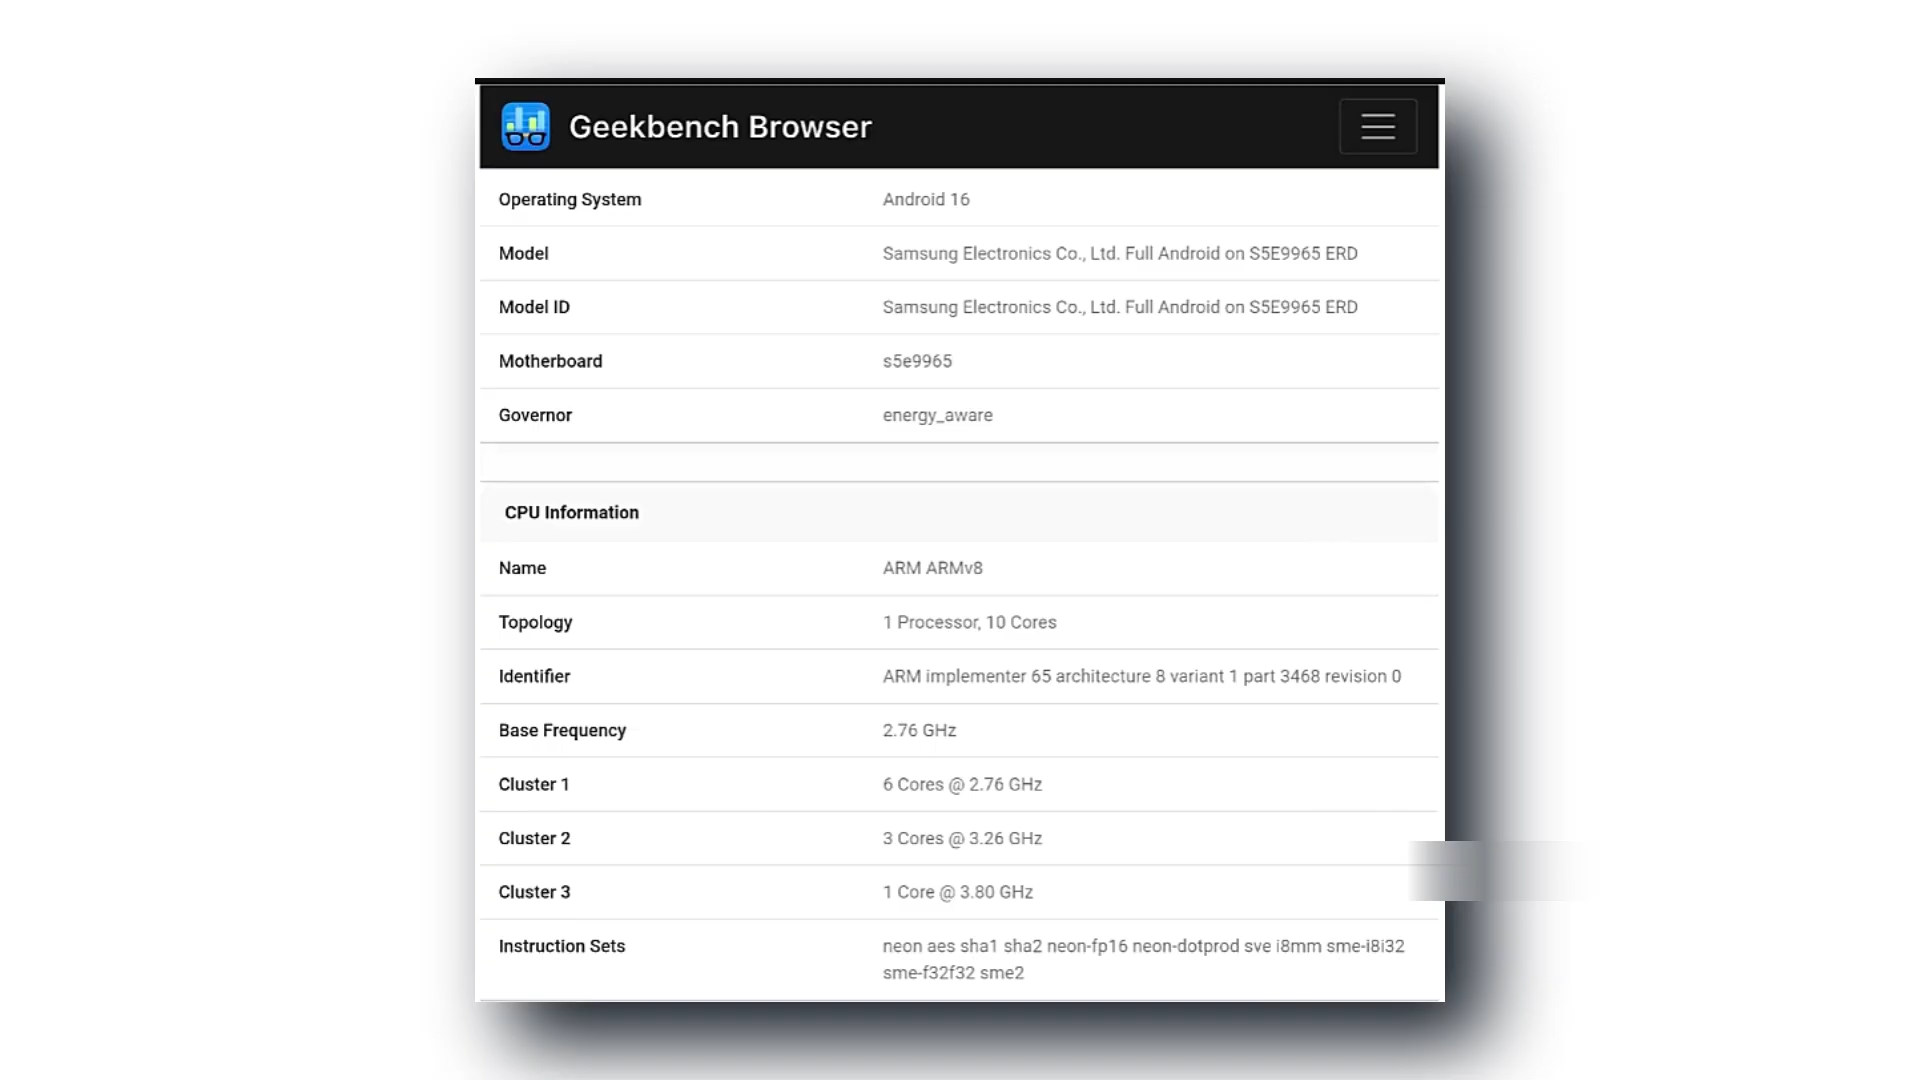 Geekbench Browser
Operating System Android 16
Model Samsung Electronics Co., Ltd. Full Android on S5E9965 ERD
Model ID Samsung Electronics Co., Ltd. Full Android on S5E9965 ERD
Motherboard s5e9965
Governor energy_aware
CPU Information
Name ARM ARMv8
Topology 1 Processor, 10 Cores
Identifier ARM implementer 65 architecture 8 variant 1 part 3468 revision 0
Base Frequency 2.76 GHz
Cluster 1 6 Cores @ 2.76 GHz
Cluster 2 3 Cores @ 3.26 GHz
Cluster 3 1 Core @ 3.80 GHz
Instruction Sets neon aes sha1 sha2 neon-fp16 neon-dotprod sve i8mm sme-i8i32
sme-f32f32 sme2